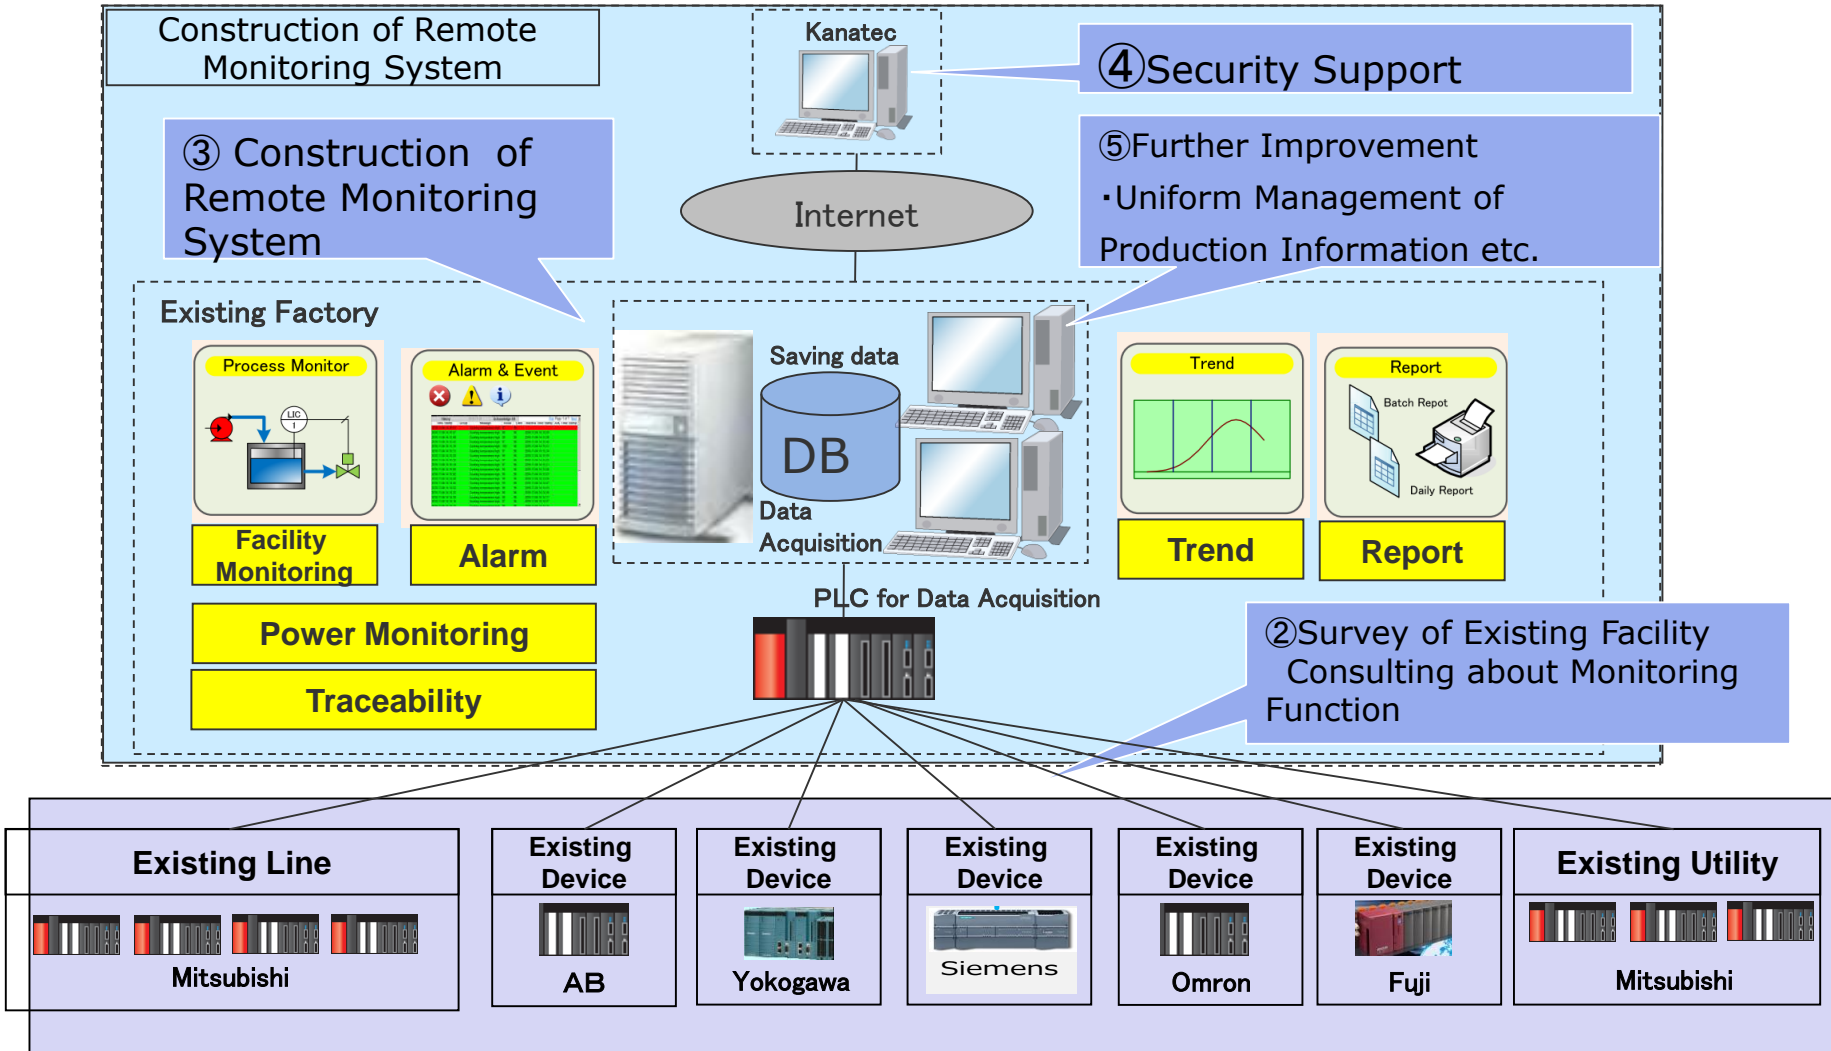 Construction of Remote
Monitoring System
Kanatec
④Security Support
③ Construction of
Remote Monitoring
System
⑤Further Improvement
・Uniform Management of
Production Information etc.
Internet
Existing Factory
Process Monitor
LIC
1
Facility
Monitoring
Alarm & Event
Alarm
Power Monitoring
Traceability
Saving data
DB
Data
Acquisition
Trend
Trend
Report
Batch Repot
Daily Report
Report
PLC for Data Acquisition
②Survey of Existing Facility
Consulting about Monitoring
Function
Existing Line
Mitsubishi
Existing
Device
AB
Existing
Device
Yokogawa
Existing
Device
Siemens
Existing
Device
Omron
Existing
Device
Fuji
Existing Utility
Mitsubishi